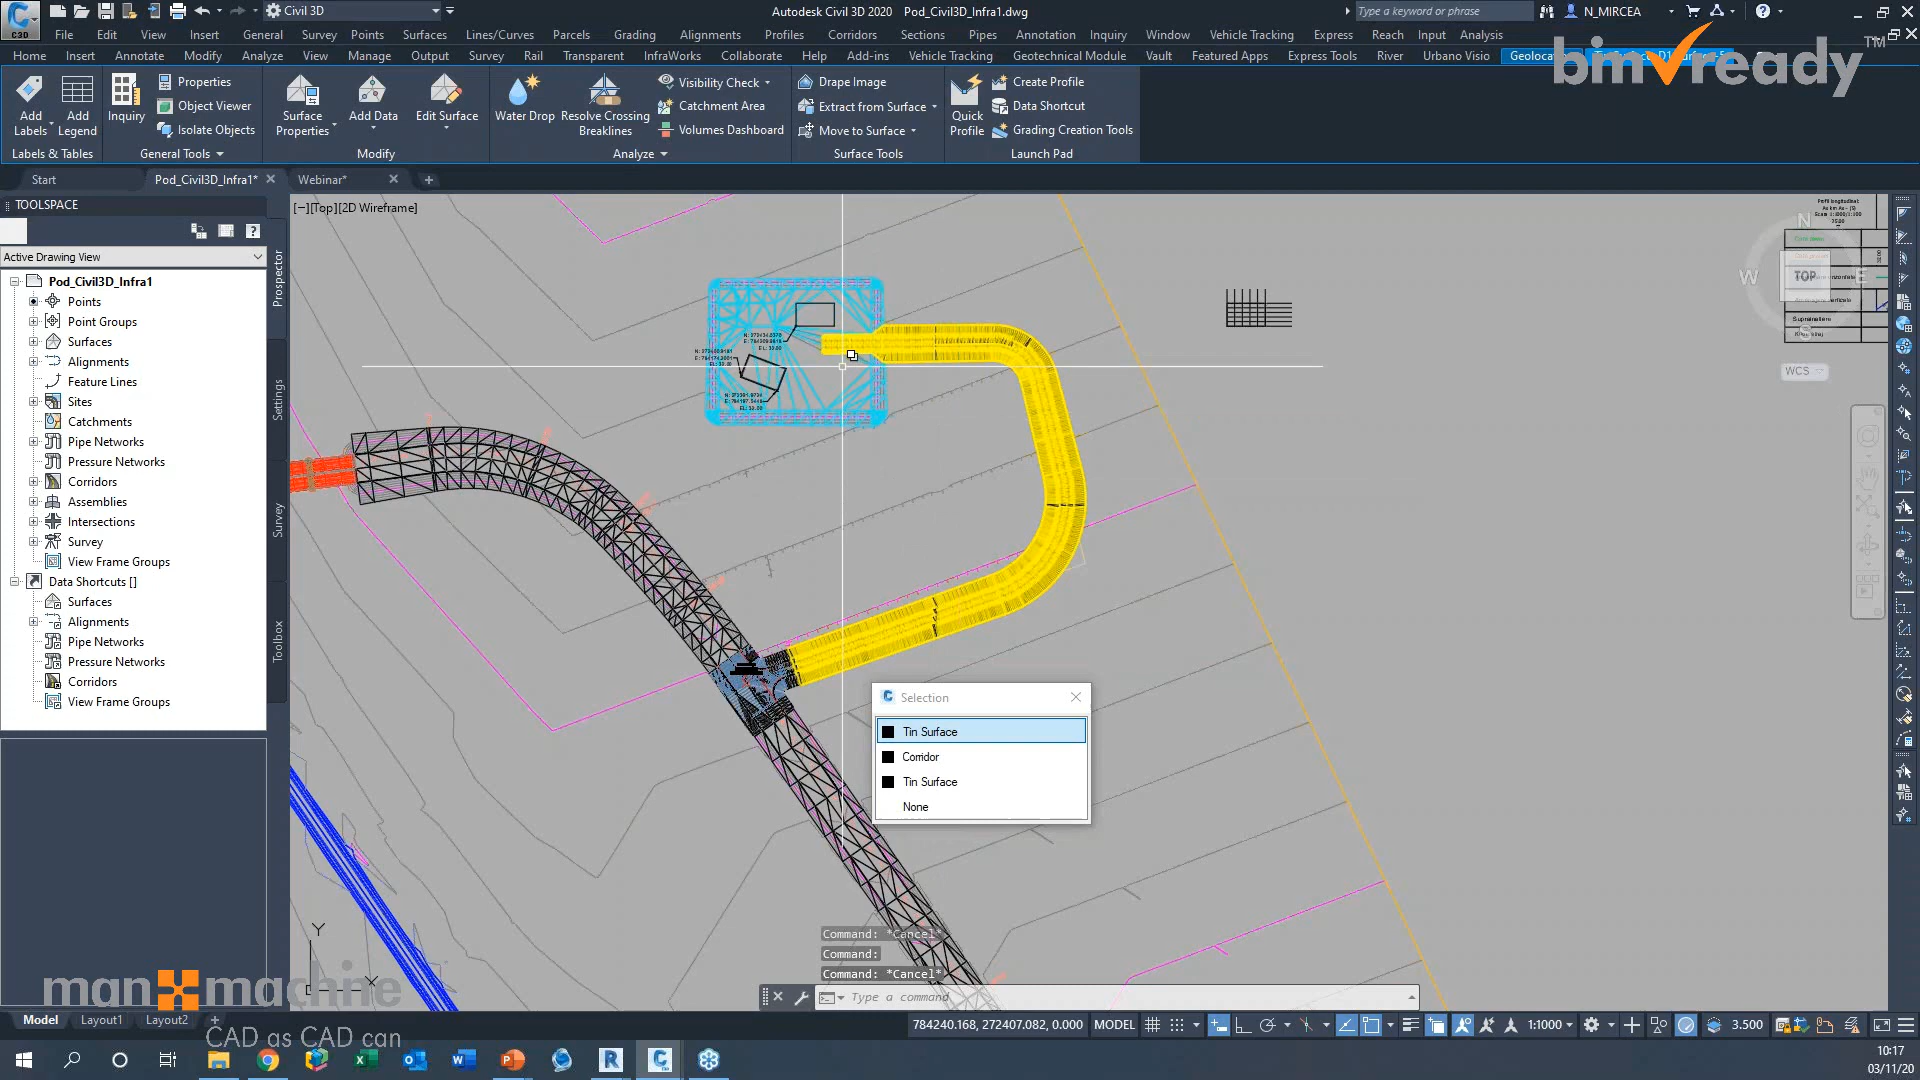 C3D
Civil 3D
Autodesk Civil 3D 2020 Pod_Civil3D_Infra1.dwg
Type a keyword or phrase
N_MIRCEA
File Edit View Insert General Survey Points Surfaces Lines/Curves Parcels Grading Alignments Profiles Corridors Sections Pipes Annotation Inquiry Window Vehicle Tracking Express Reach Input Analysis
Home Insert Annotate Modify Analyze View Manage Output Survey Rail Transparent InfraWorks Collaborate Help Add-ins Vehicle Tracking Geotechnical Module Vault Featured Apps Express Tools River Urbano Visio
bimready
TM
Add Labels
Add Legend
Inquiry
Properties
Object Viewer
Isolate Objects
Surface Properties
Add Data
Edit Surface
Water Drop
Resolve Crossing Breaklines
Visibility Check
Catchment Area
Volumes Dashboard
Drape Image
Extract from Surface
Move to Surface
Quick Profile
Create Profile
Data Shortcut
Grading Creation Tools
Labels & Tables
General Tools
Modify
Analyze
Surface Tools
Launch Pad
Start
Pod_Civil3D_Infra1*
Webinar*
TOOLSPACE
Active Drawing View
Pod_Civil3D_Infra1
Points
Point Groups
Surfaces
Alignments
Feature Lines
Sites
Catchments
Pipe Networks
Pressure Networks
Corridors
Assemblies
Intersections
Survey
View Frame Groups
Data Shortcuts []
Surfaces
Alignments
Pipe Networks
Pressure Networks
Corridors
View Frame Groups
Prospector
Settings
Survey
Toolbox
[−][Top][2D Wireframe]
N
W
TOP
E
S
WCS
Selection
Tin Surface
Corridor
Tin Surface
None
Y
X
Command: *Cancel*
Command:
Command: *Cancel*
Type a command
man machine
CAD as CAD can
Model Layout1 Layout2
784240.168, 272407.082, 0.000 MODEL
1:1000
3.500
10:17
03/11/20